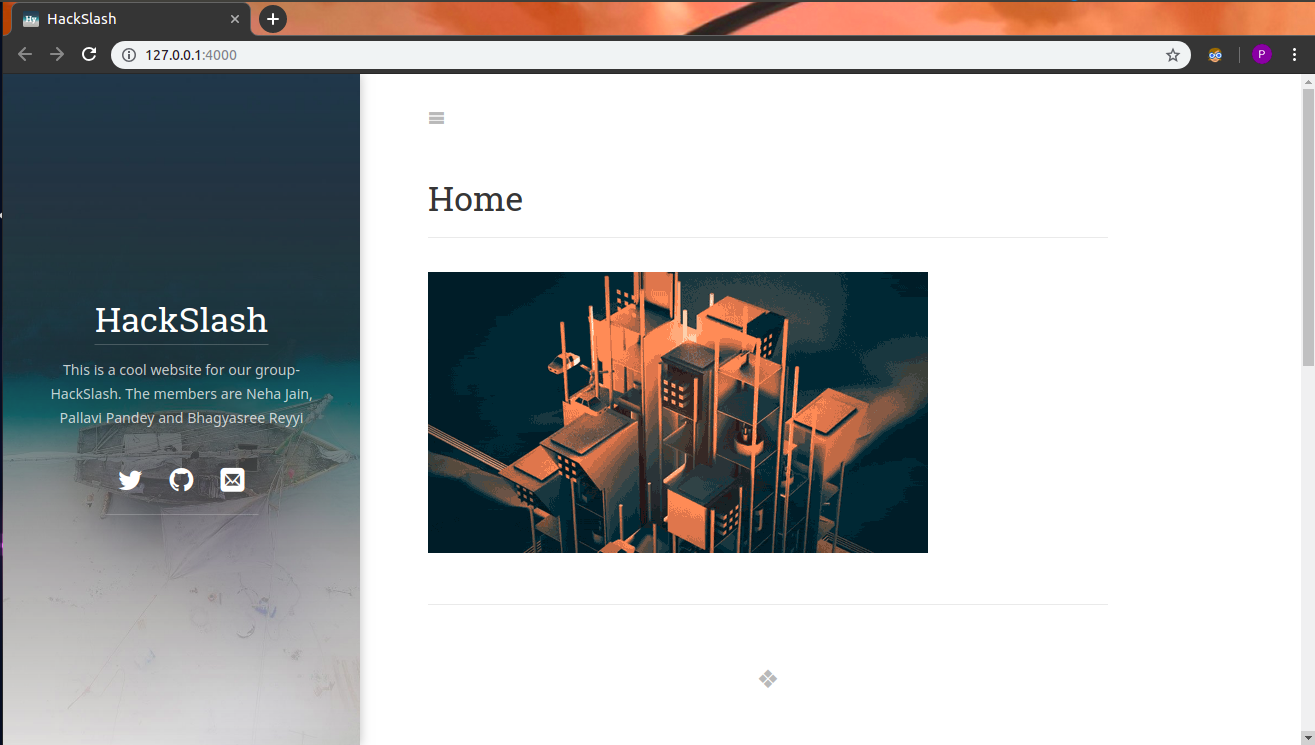 Hy HackSlash
127.0.0.1:4000
P
Home
HackSlash
This is a cool website for our group-
HackSlash. The members are Neha Jain,
Pallavi Pandey and Bhagyasree Reyyi